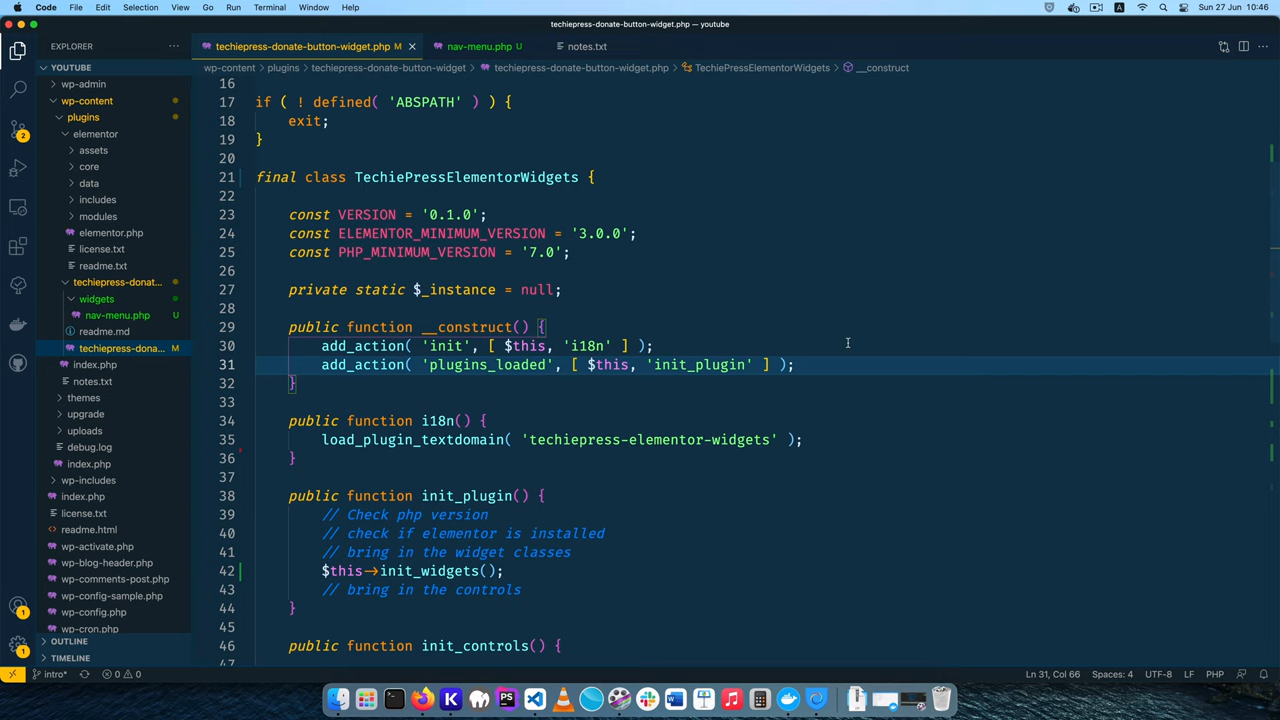 Code File Edit Selection View Go Run Terminal Window Help Sun 27 Jun 10:46
techiepress-donate-button-widget.php — youtube
EXPLORER
techiepress-donate-button-widget.php M
nav-menu.php U
notes.txt
wp-content > plugins > techiepress-donate-button-widget > techiepress-donate-button-widget.php > TechiePressElementorWidgets > __construct
YOUTUBE
wp-admin
wp-content
plugins
elementor
assets
core
data
includes
modules
elementor.php
license.txt
readme.txt
techiepress-donat...
widgets
nav-menu.php U
readme.md
techiepress-dona... M
index.php
notes.txt
themes
upgrade
uploads
debug.log
index.php
wp-includes
index.php
license.txt
readme.html
wp-activate.php
wp-blog-header.php
wp-comments-post.php
wp-config-sample.php
wp-config.php
wp-cron.php
OUTLINE
TIMELINE
16
17 if ( ! defined( 'ABSPATH' ) ) {
18 exit;
19 }
20
21 final class TechiePressElementorWidgets {
22
23 const VERSION = '0.1.0';
24 const ELEMENTOR_MINIMUM_VERSION = '3.0.0';
25 const PHP_MINIMUM_VERSION = '7.0';
26
27 private static $_instance = null;
28
29 public function __construct() {
30 add_action( 'init', [ $this, 'i18n' ] );
31 add_action( 'plugins_loaded', [ $this, 'init_plugin' ] );
32 }
33
34 public function i18n() {
35 load_plugin_textdomain( 'techiepress-elementor-widgets' );
36 }
37
38 public function init_plugin() {
39 // Check php version
40 // check if elementor is installed
41 // bring in the widget classes
42 $this->init_widgets();
43 // bring in the controls
44 }
45
46 public function init_controls() {
47
2
1
1
intro* 0 0 Ln 31, Col 66 Spaces: 4 UTF-8 LF PHP